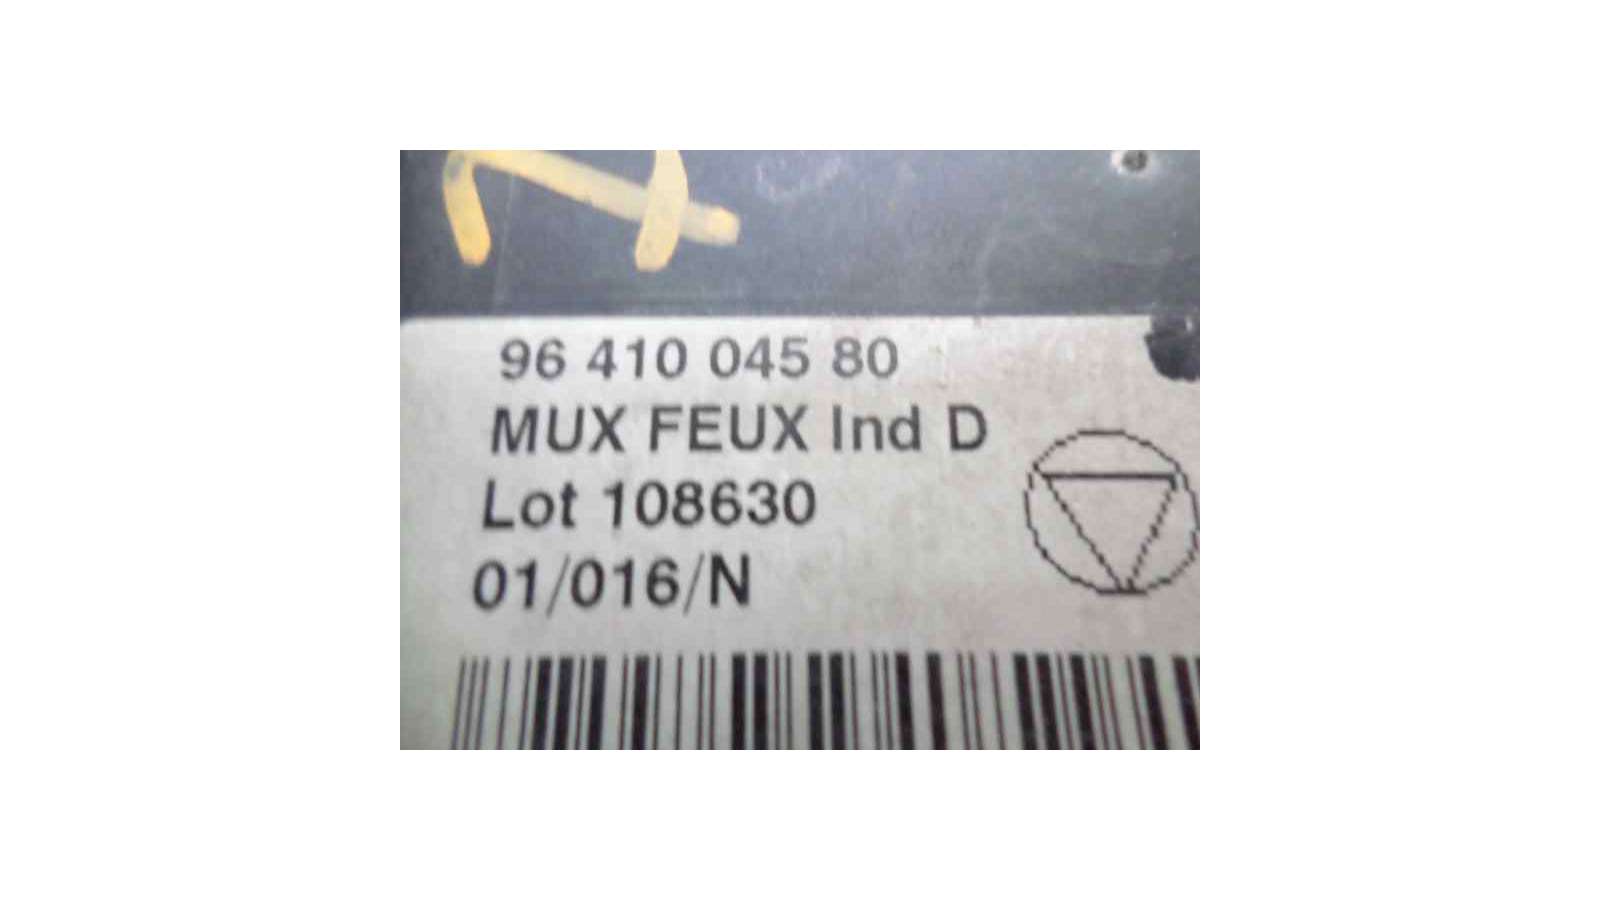 96 410 045 80
MUX FEUX Ind D
Lot 108630
01/016/N